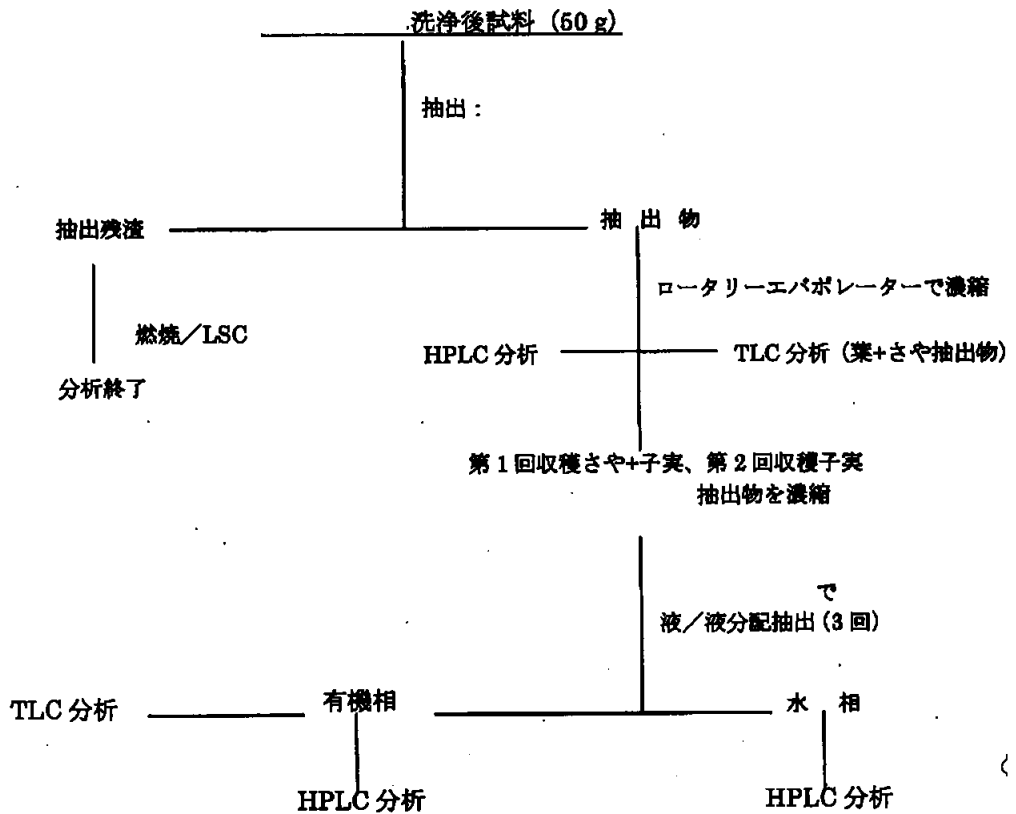 洗浄後試料 (50 g)
抽出:
抽出残渣
抽 出 物
ロータリーエバポレーターで濃縮
燃焼/LSC
HPLC 分析
TLC 分析 (葉+さや抽出物)
分析終了
第1回収穫さや+子実、第2回収穫子実
抽出物を濃縮
で
液/液分配抽出 (3 回)
TLC 分析
有機相
水 相
HPLC 分析
HPLC 分析